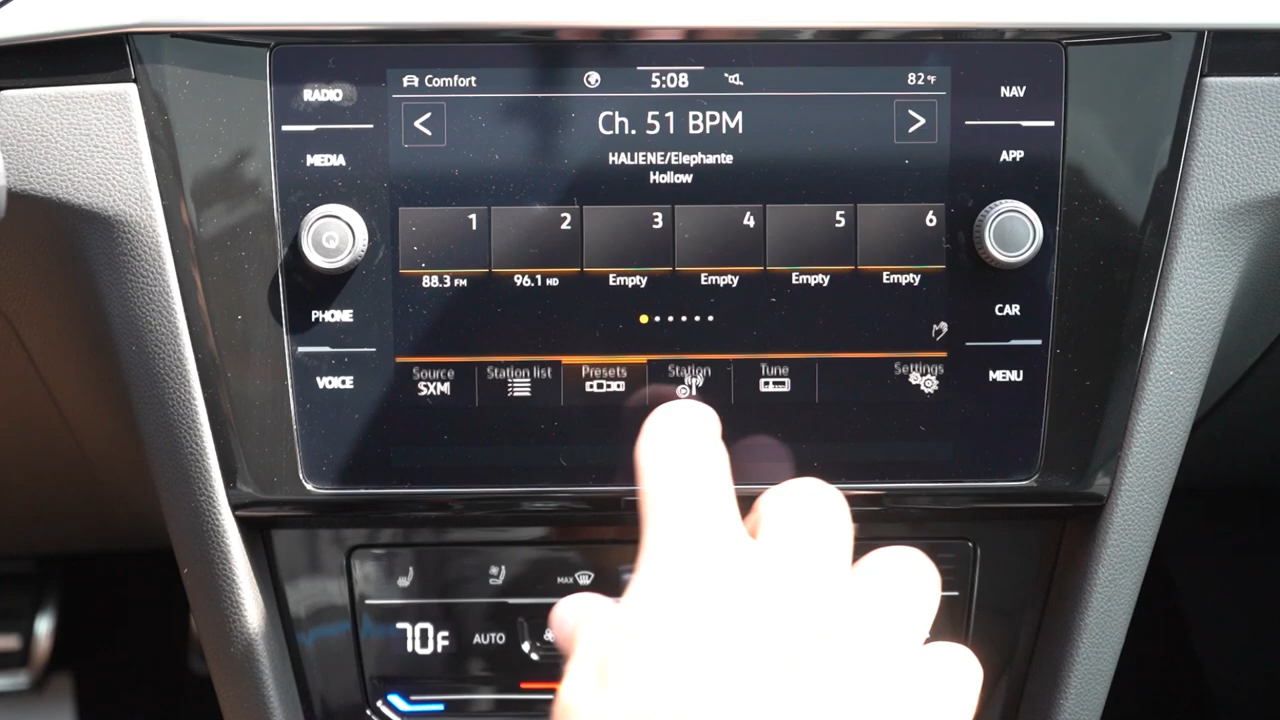 RADIO
MEDIA
PHONE
VOICE
Comfort
5:08
82°F
< Ch. 51 BPM >
HALIENE/Elephante
Hollow
1 2 3 4 5 6
88.3 FM 96.1 HD Empty Empty Empty Empty
Source Station list Presets Station Tune Settings
SXM
NAV
APP
CAR
MENU
MAX
70F AUTO